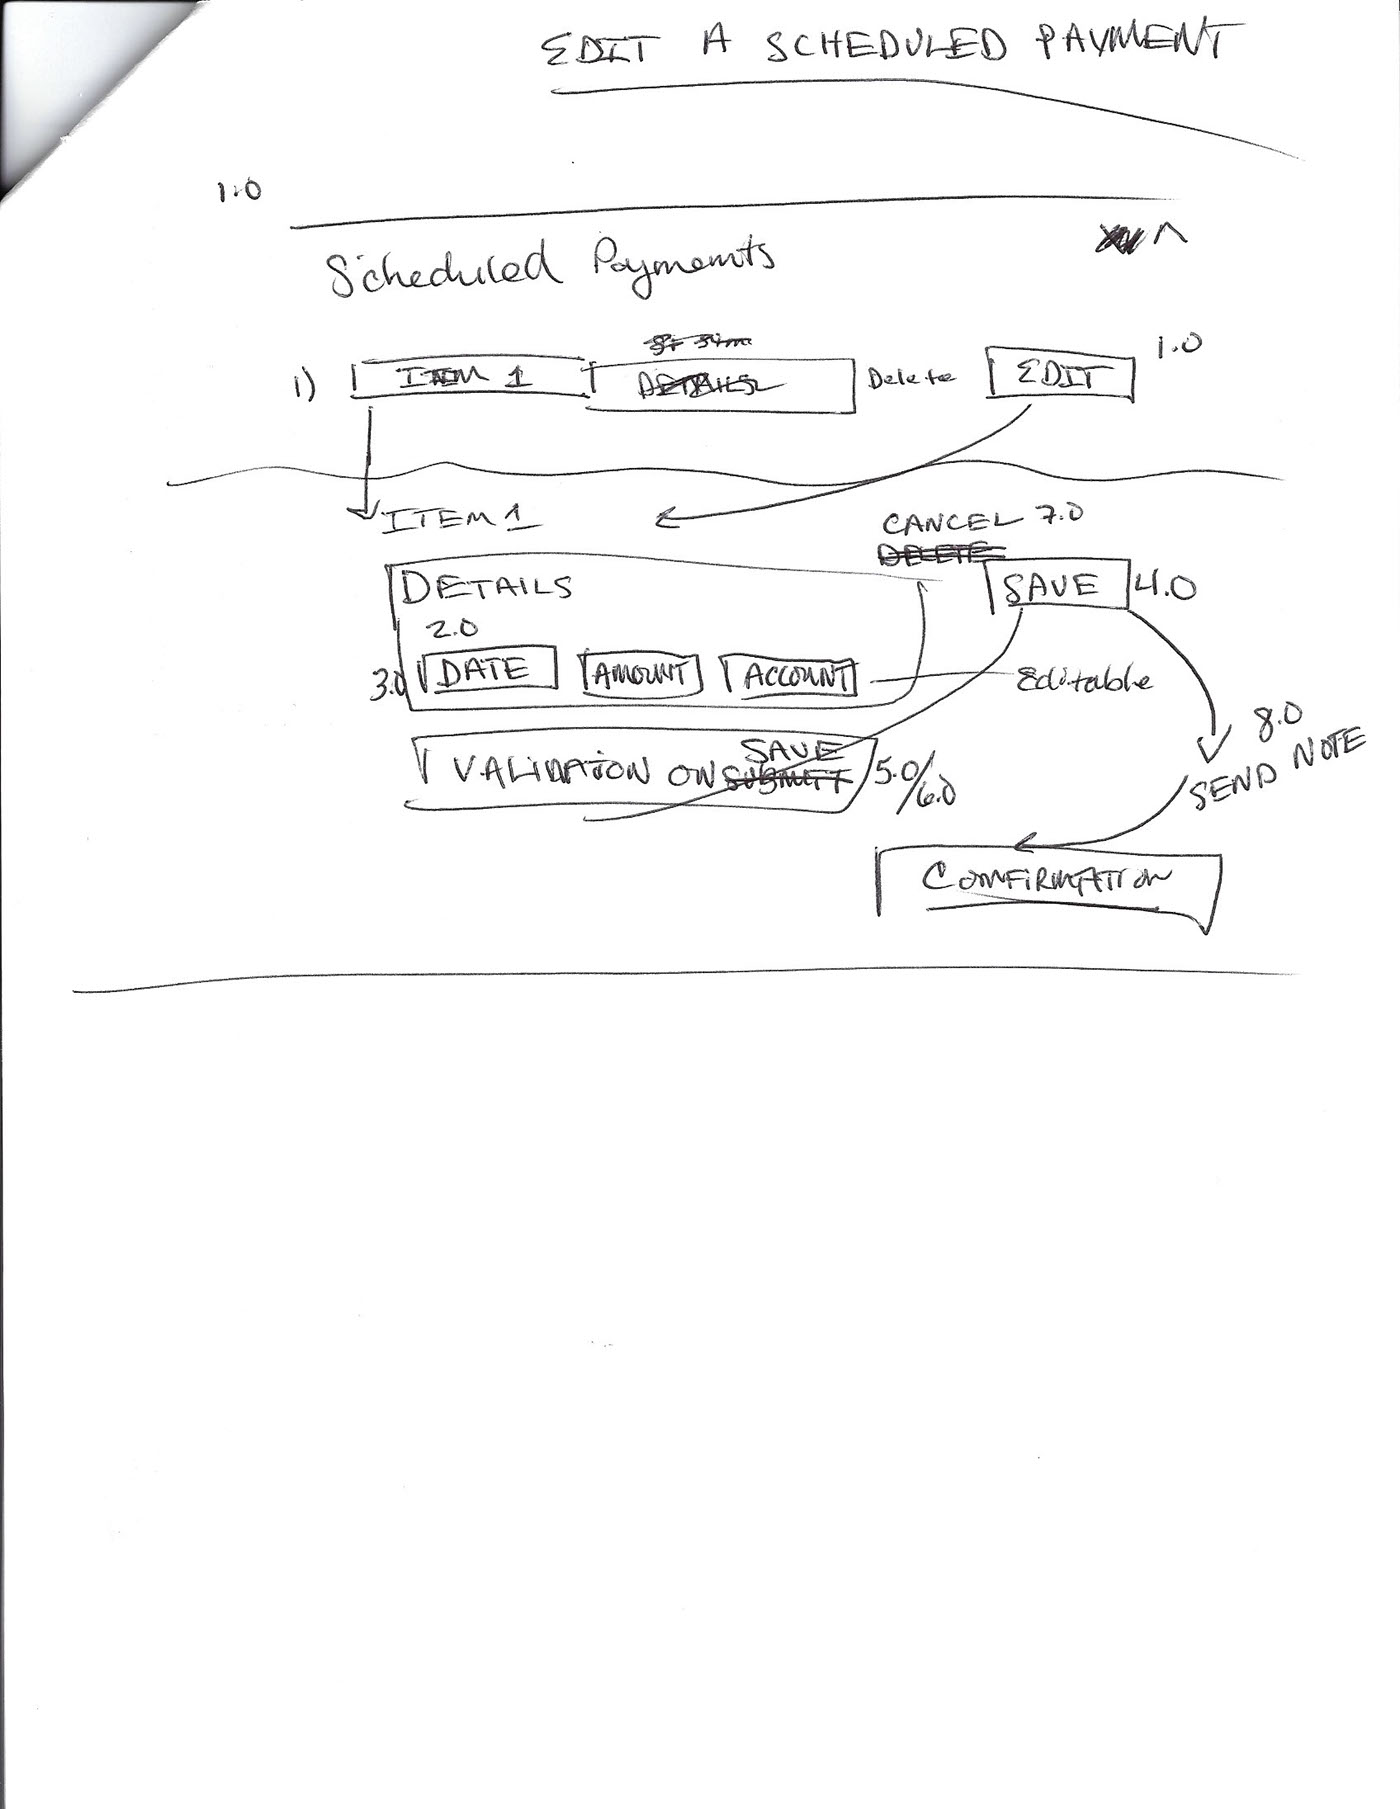 EDIT A SCHEDULED PAYMENT
1.0
Scheduled Payments ^
1) ITEM 1 DETAILS Delete EDIT 1.0
ITEM 1
CANCEL 7.0
DELETE
DETAILS SAVE 4.0
2.0
3.0 DATE AMOUNT ACCOUNT Editable
8.0
SEND NOTE
SAVE
VALIDATION ON SUBMIT 5.0/6.0
CONFIRMATION